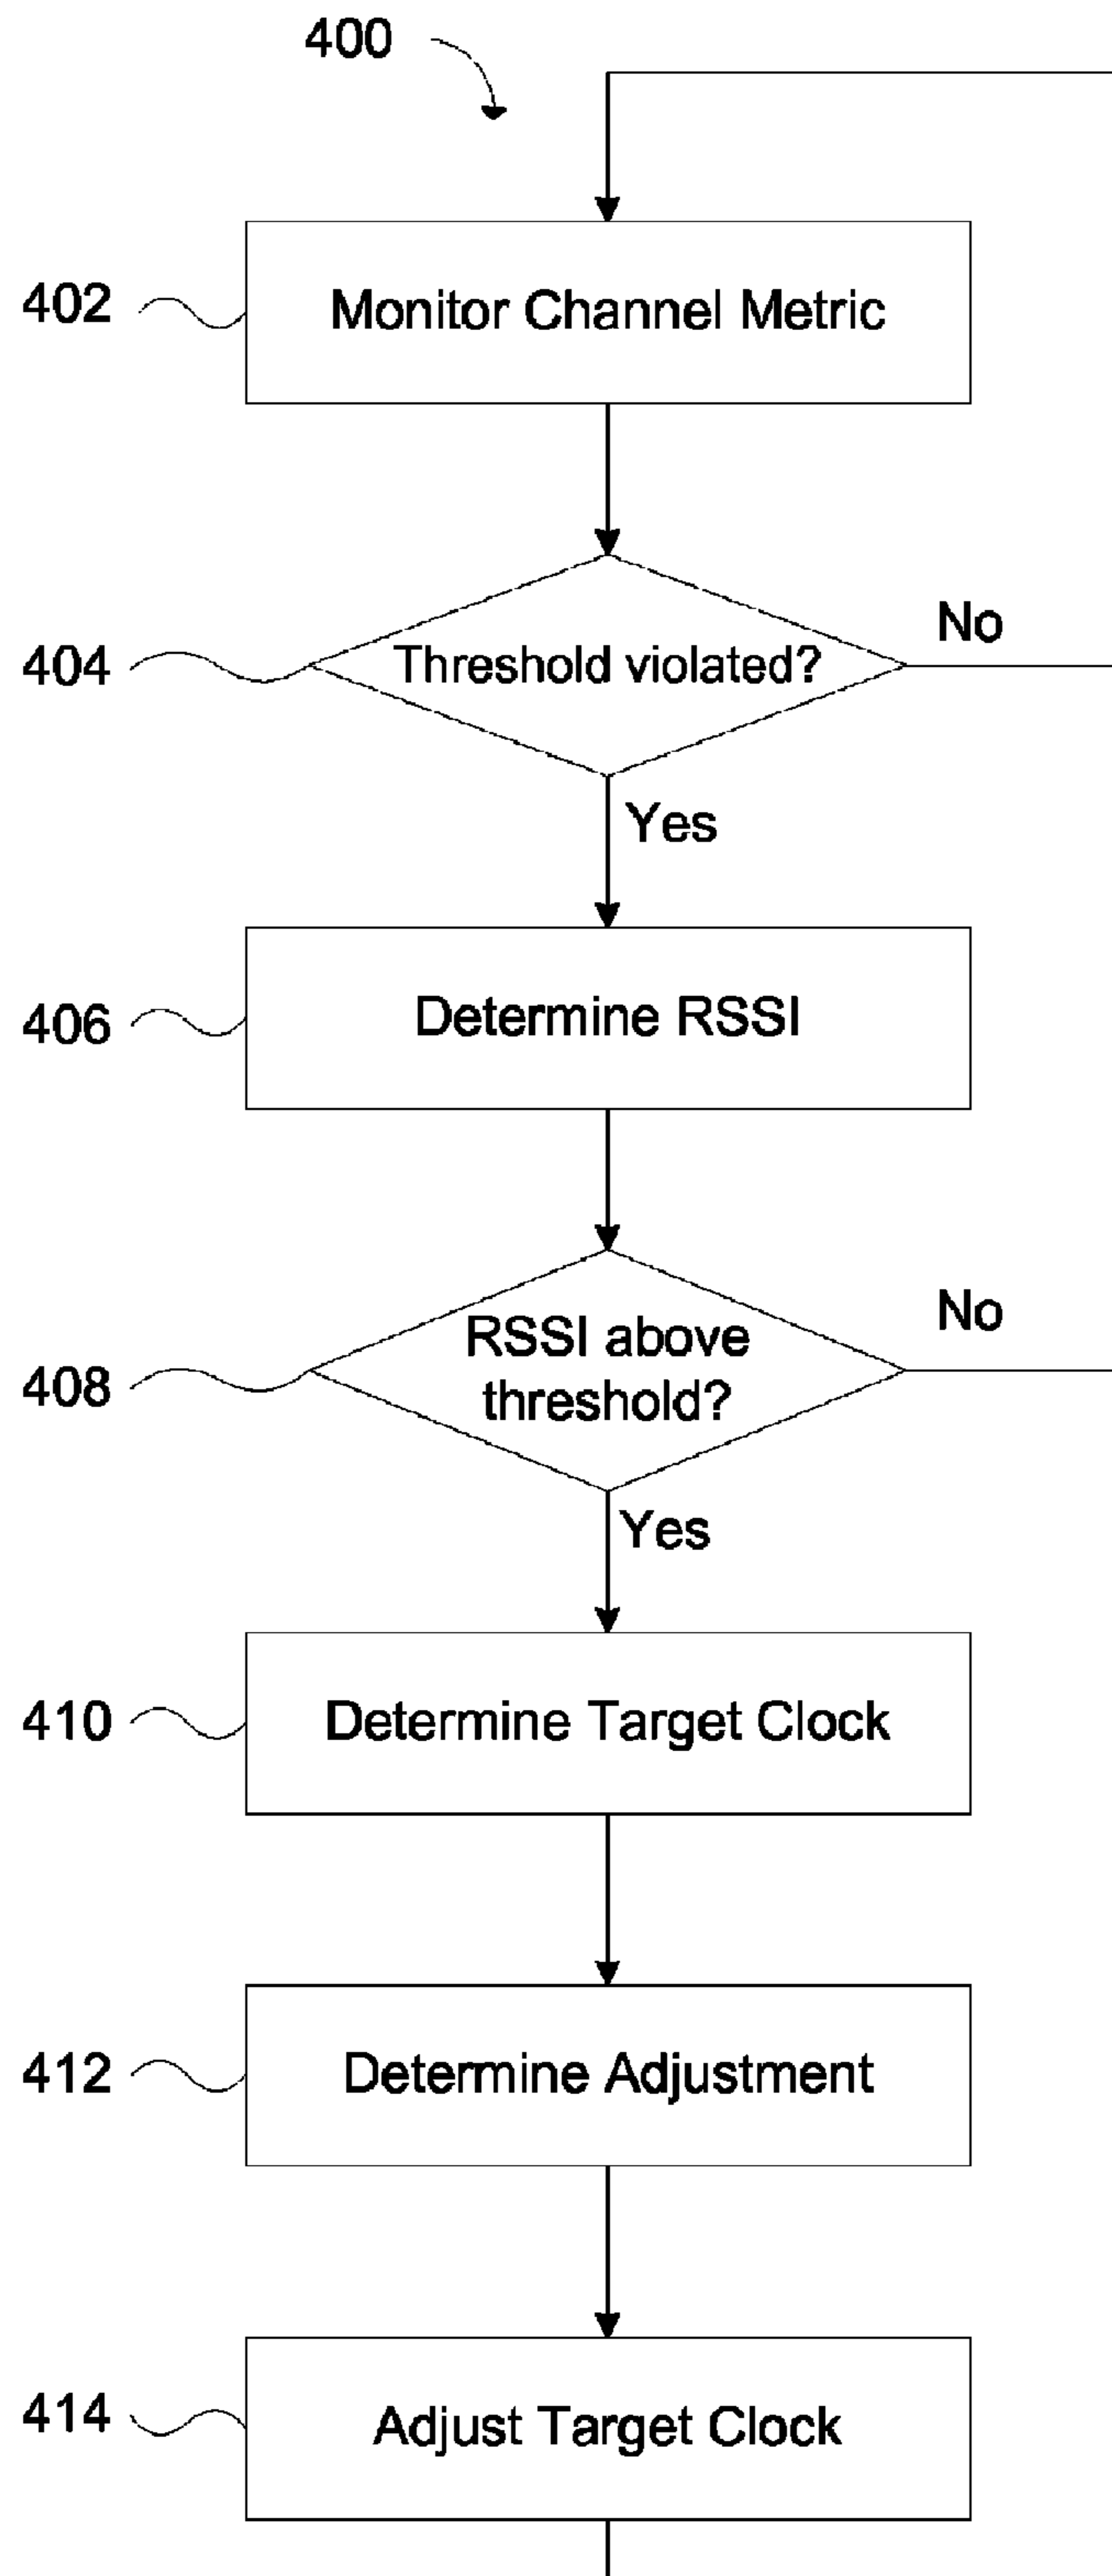 400
402
Monitor Channel Metric
404
Threshold violated?
No
Yes
406
Determine RSSI
408
RSSI above
threshold?
No
Yes
410
Determine Target Clock
412
Determine Adjustment
414
Adjust Target Clock